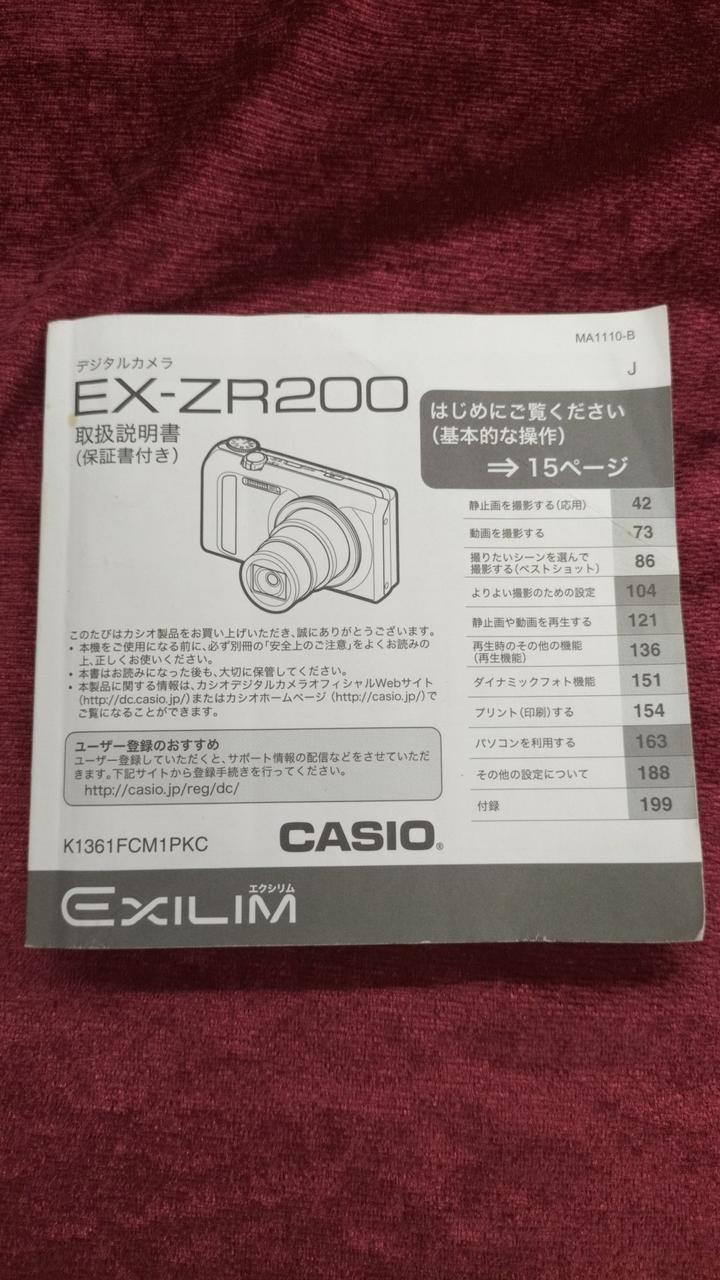 MA1110-B
J
デジタルカメラ
EX-ZR200
取扱説明書
(保証書付き)
はじめにご覧ください
(基本的な操作)
⇒ 15ページ
静止画を撮影する(応用) 42
動画を撮影する 73
撮りたいシーンを選んで
撮影する(ベストショット) 86
よりよい撮影のための設定 104
静止画や動画を再生する 121
再生時のその他の機能
(再生機能) 136
ダイナミックフォト機能 151
プリント(印刷)する 154
パソコンを利用する 163
その他の設定について 188
付録 199
このたびはカシオ製品をお買い上げいただき、誠にありがとうございます。
• 本機をご使用になる前に、必ず別冊の「安全上のご注意」をよくお読みの
上、正しくお使いください。
• 本書はお読みになった後も、大切に保管してください。
• 本製品に関する情報は、カシオデジタルカメラオフィシャルWebサイト
(http://dc.casio.jp/)またはカシオホームページ(http://casio.jp/)で
ご覧になることができます。
ユーザー登録のおすすめ
ユーザー登録していただくと、サポート情報の配信などをさせていただ
きます。下記サイトから登録手続きを行ってください。
http://casio.jp/reg/dc/
K1361FCM1PKC
CASIO®
エクシリム
EXILIM